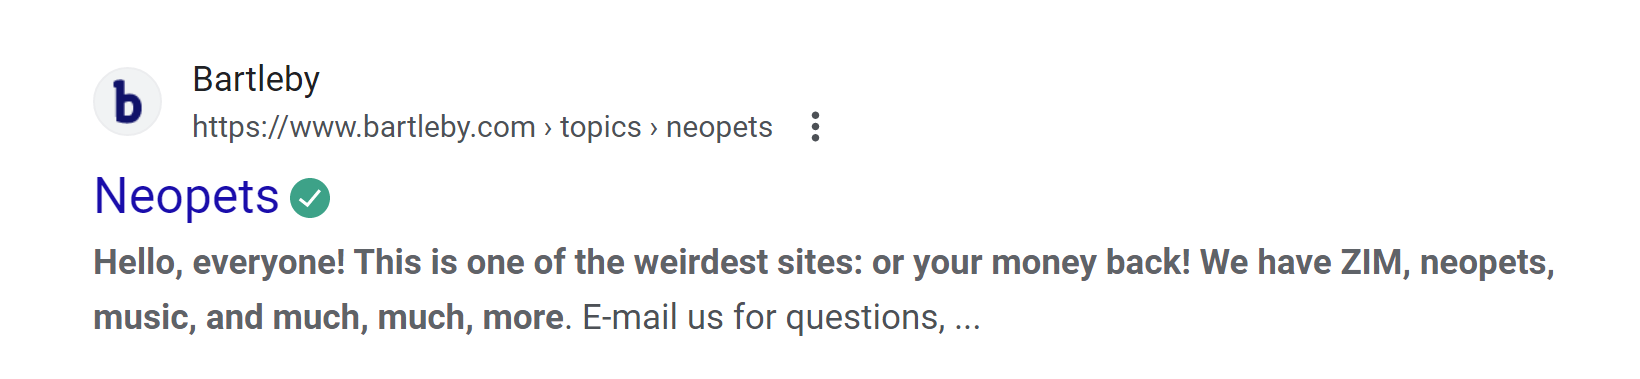 b
Bartleby
https://www.bartleby.com › topics › neopets
Neopets
Hello, everyone! This is one of the weirdest sites: or your money back! We have ZIM, neopets,
music, and much, much, more. E-mail us for questions, ...